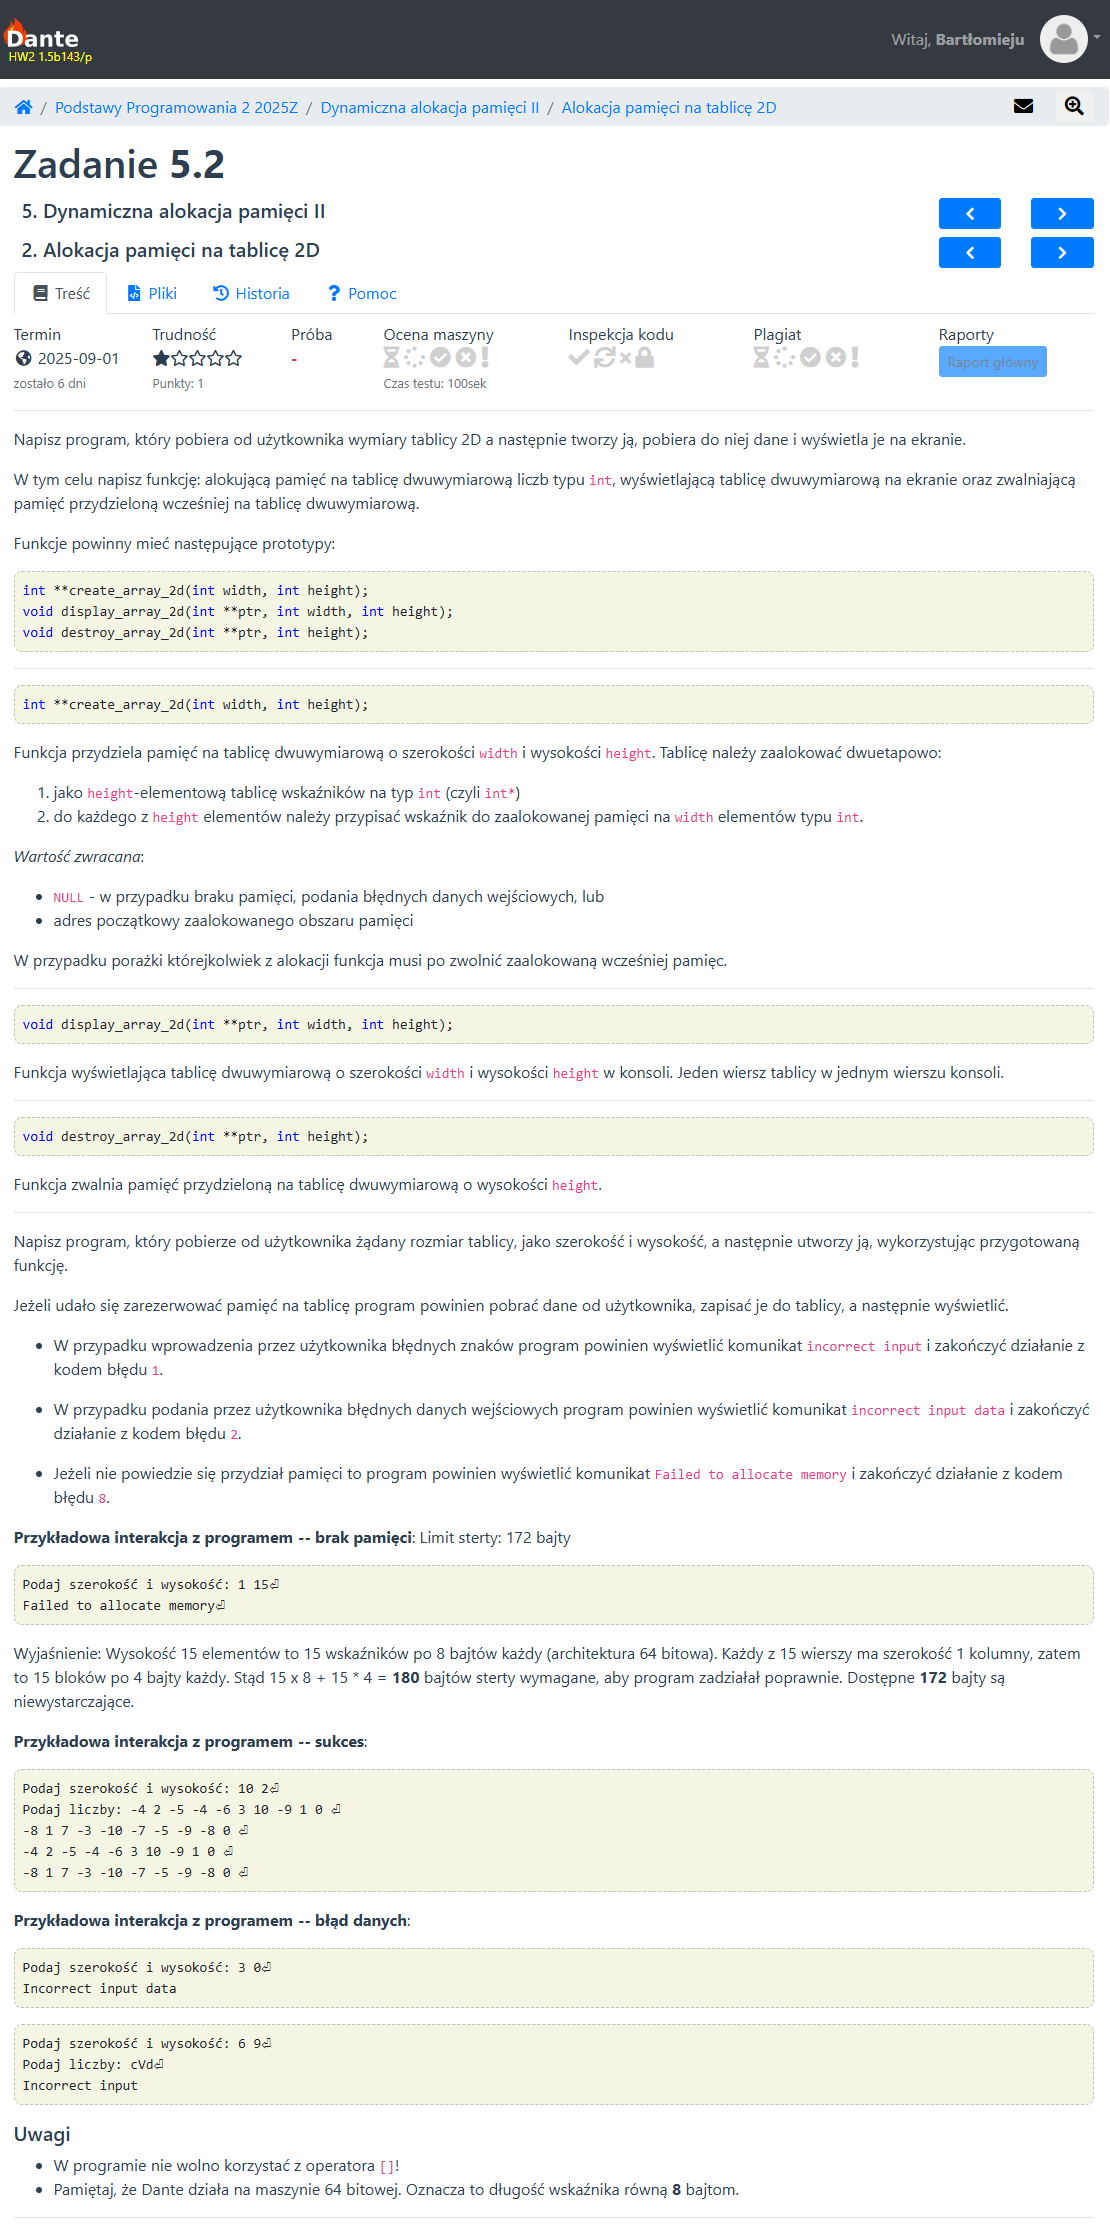 Dante
HW2 1.5b143/p
Witaj, Bartłomieju
/ Podstawy Programowania 2 2025Z / Dynamiczna alokacja pamięci II / Alokacja pamięci na tablicę 2D
Zadanie 5.2
5. Dynamiczna alokacja pamięci II
2. Alokacja pamięci na tablicę 2D
Treść Pliki Historia Pomoc
Termin Trudność Próba Ocena maszyny Inspekcja kodu Plagiat Raporty
2025-09-01 - Raport główny
zostało 6 dni Punkty: 1 Czas testu: 100sek
Napisz program, który pobiera od użytkownika wymiary tablicy 2D a następnie tworzy ją, pobiera do niej dane i wyświetla je na ekranie.
W tym celu napisz funkcję: alokującą pamięć na tablicę dwuwymiarową liczb typu int, wyświetlającą tablicę dwuwymiarową na ekranie oraz zwalniającą
pamięć przydzieloną wcześniej na tablicę dwuwymiarową.
Funkcje powinny mieć następujące prototypy:
int **create_array_2d(int width, int height);
void display_array_2d(int **ptr, int width, int height);
void destroy_array_2d(int **ptr, int height);
int **create_array_2d(int width, int height);
Funkcja przydziela pamięć na tablicę dwuwymiarową o szerokości width i wysokości height. Tablicę należy zaalokować dwuetapowo:
1. jako height-elementową tablicę wskaźników na typ int (czyli int*)
2. do każdego z height elementów należy przypisać wskaźnik do zaalokowanej pamięci na width elementów typu int.
Wartość zwracana:
• NULL - w przypadku braku pamięci, podania błędnych danych wejściowych, lub
• adres początkowy zaalokowanego obszaru pamięci
W przypadku porażki którejkolwiek z alokacji funkcja musi po zwolnić zaalokowaną wcześniej pamięc.
void display_array_2d(int **ptr, int width, int height);
Funkcja wyświetlająca tablicę dwuwymiarową o szerokości width i wysokości height w konsoli. Jeden wiersz tablicy w jednym wierszu konsoli.
void destroy_array_2d(int **ptr, int height);
Funkcja zwalnia pamięć przydzieloną na tablicę dwuwymiarową o wysokości height.
Napisz program, który pobierze od użytkownika żądany rozmiar tablicy, jako szerokość i wysokość, a następnie utworzy ją, wykorzystując przygotowaną
funkcję.
Jeżeli udało się zarezerwować pamięć na tablicę program powinien pobrać dane od użytkownika, zapisać je do tablicy, a następnie wyświetlić.
• W przypadku wprowadzenia przez użytkownika błędnych znaków program powinien wyświetlić komunikat incorrect input i zakończyć działanie z
kodem błędu 1.
• W przypadku podania przez użytkownika błędnych danych wejściowych program powinien wyświetlić komunikat incorrect input data i zakończyć
działanie z kodem błędu 2.
• Jeżeli nie powiedzie się przydział pamięci to program powinien wyświetlić komunikat Failed to allocate memory i zakończyć działanie z kodem
błędu 8.
Przykładowa interakcja z programem -- brak pamięci: Limit sterty: 172 bajty
Podaj szerokość i wysokość: 1 15⏎
Failed to allocate memory⏎
Wyjaśnienie: Wysokość 15 elementów to 15 wskaźników po 8 bajtów każdy (architektura 64 bitowa). Każdy z 15 wierszy ma szerokość 1 kolumny, zatem
to 15 bloków po 4 bajty każdy. Stąd 15 x 8 + 15 * 4 = 180 bajtów sterty wymagane, aby program zadziałał poprawnie. Dostępne 172 bajty są
niewystarczające.
Przykładowa interakcja z programem -- sukces:
Podaj szerokość i wysokość: 10 2⏎
Podaj liczby: -4 2 -5 -4 -6 3 10 -9 1 0 ⏎
-8 1 7 -3 -10 -7 -5 -9 -8 0 ⏎
-4 2 -5 -4 -6 3 10 -9 1 0 ⏎
-8 1 7 -3 -10 -7 -5 -9 -8 0 ⏎
Przykładowa interakcja z programem -- błąd danych:
Podaj szerokość i wysokość: 3 0⏎
Incorrect input data
Podaj szerokość i wysokość: 6 9⏎
Podaj liczby: cVd⏎
Incorrect input
Uwagi
• W programie nie wolno korzystać z operatora []!
• Pamiętaj, że Dante działa na maszynie 64 bitowej. Oznacza to długość wskaźnika równą 8 bajtom.